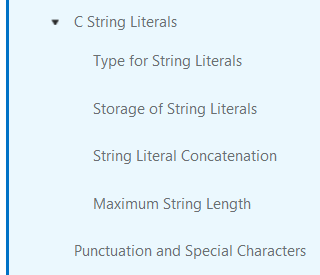 C String Literals
Type for String Literals
Storage of String Literals
String Literal Concatenation
Maximum String Length
Punctuation and Special Characters